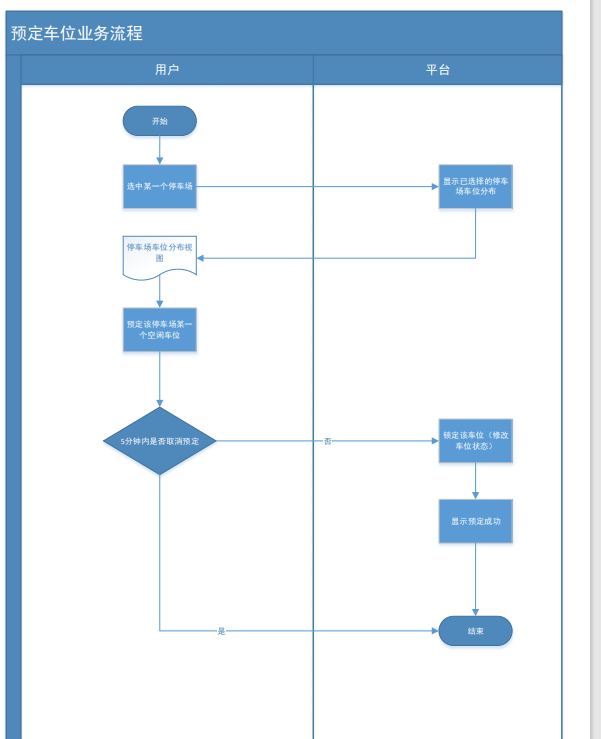 预定车位业务流程
用户
平台
开始
选中某一个停车场
显示已选择的停车
场车位分布
停车场车位分布视
图
预定该停车场某一
个空闲车位
5分钟内是否取消预定
否
锁定该车位（修改
车位状态）
显示预定成功
是
结束